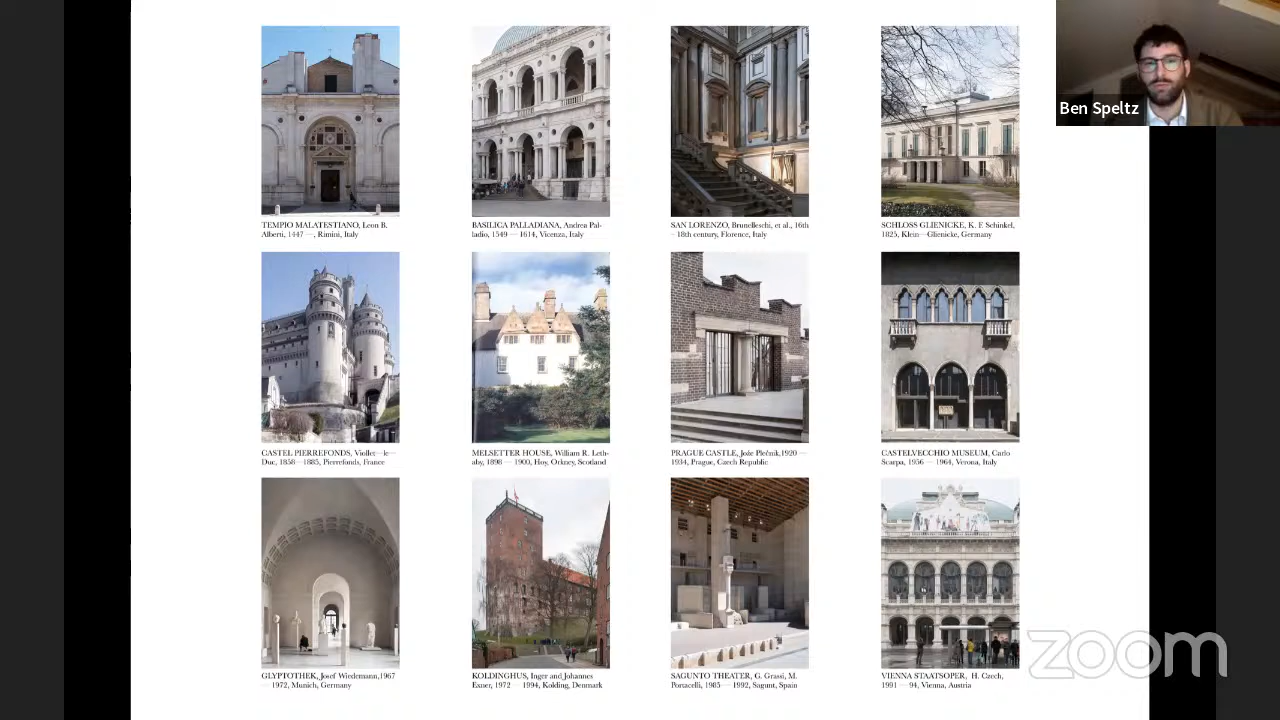 Ben Speltz
TEMPIO MALATESTIANO, Leon B.
Alberti, 1447 —, Rimini, Italy
BASILICA PALLADIANA, Andrea Pal-
ladio, 1549 — 1614, Vicenza, Italy
SAN LORENZO, Brunelleschi, et al., 16th
- 18th century, Florence, Italy
SCHLOSS GLIENICKE, K. F. Schinkel,
1825, Klein—Glienicke, Germany
CASTEL PIERREFONDS, Viollet—le—
Duc, 1858—1885, Pierrefonds, France
MELSETTER HOUSE, William R. Leth-
aby, 1898 — 1900, Hoy, Orkney, Scotland
PRAGUE CASTLE, Jože Plečnik,1920 —
1934, Prague, Czech Republic
CASTELVECCHIO MUSEUM, Carlo
Scarpa, 1956 — 1964, Verona, Italy
GLYPTOTHEK, Josef Wiedemann,1967
— 1972, Munich, Germany
KOLDINGHUS, Inger and Johannes
Exner, 1972 — 1994, Kolding, Denmark
SAGUNTO THEATER, G. Grassi, M.
Portacelli, 1985— 1992, Sagunt, Spain
VIENNA STAATSOPER, H. Czech,
1991 — 94, Vienna, Austria
zoom